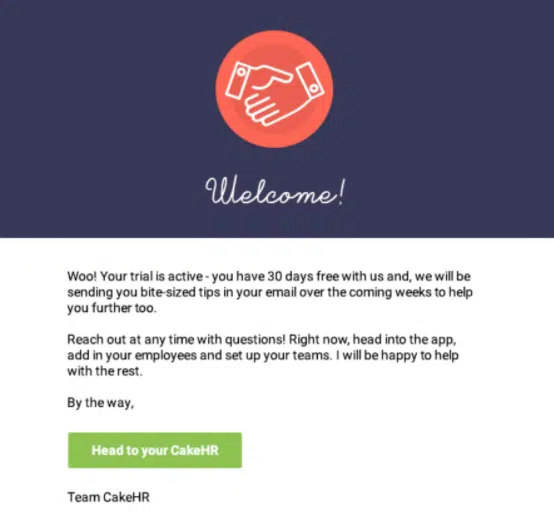 Welcome!
Woo! Your trial is active - you have 30 days free with us and, we will be
sending you bite-sized tips in your email over the coming weeks to help
you further too.
Reach out at any time with questions! Right now, head into the app,
add in your employees and set up your teams. I will be happy to help
with the rest.
By the way,
Head to your CakeHR
Team CakeHR